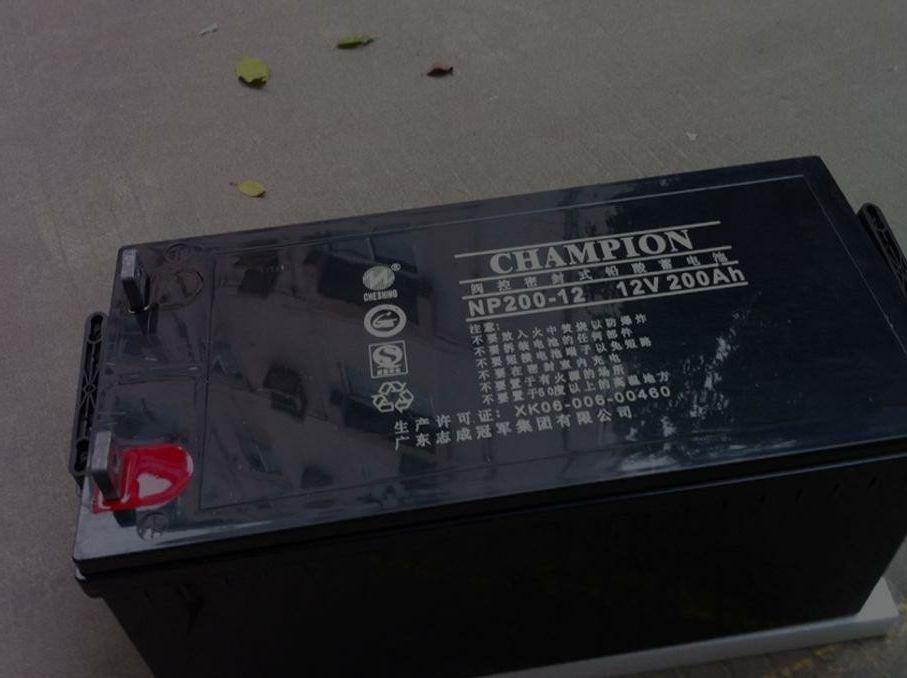 CHAMPION
阀控密封式铅酸蓄电池
NP200-12 12V 200Ah
CHESHING
注意:
不要放入火中焚烧以防爆炸
不要拆装电池的任何部件
不要短接电池端子以免短路
不要在密封室内充电
不要置于有火源的场所
不要置于50度以上的高温地方
生产许可证: XK06-006-00460
广东志成冠军集团有限公司